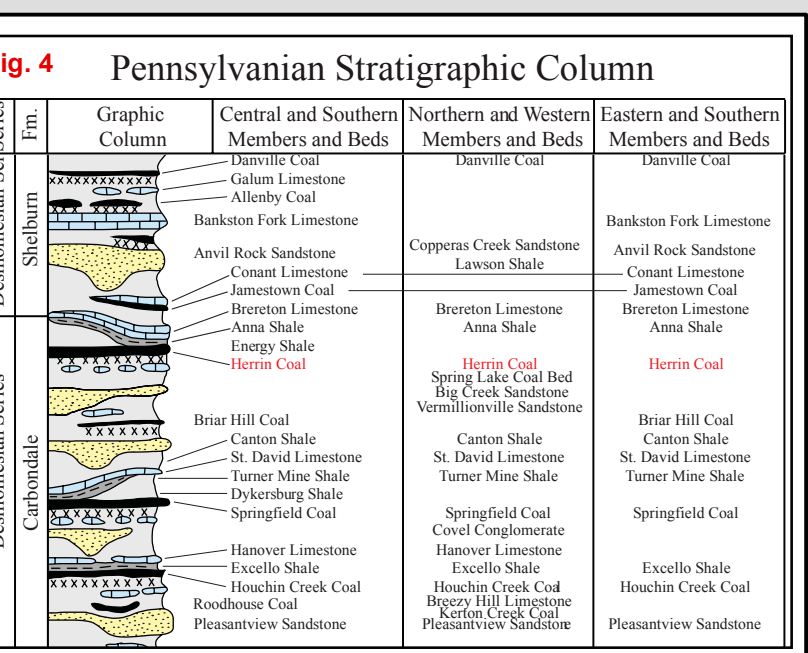 ig. 4
Pennsylvanian Stratigraphic Column
Fm.
Graphic Column
Central and Southern Members and Beds
Northern and Western Members and Beds
Eastern and Southern Members and Beds
Shelburn
Carbondale
Desmoinesian Series
Danville Coal
Galum Limestone
Allenby Coal
Bankston Fork Limestone
Anvil Rock Sandstone
Conant Limestone
Jamestown Coal
Brereton Limestone
Anna Shale
Energy Shale
Herrin Coal
Briar Hill Coal
Canton Shale
St. David Limestone
Turner Mine Shale
Dykersburg Shale
Springfield Coal
Hanover Limestone
Excello Shale
Houchin Creek Coal
Roodhouse Coal
Pleasantview Sandstone
Danville Coal
Copperas Creek Sandstone
Lawson Shale
Brereton Limestone
Anna Shale
Herrin Coal
Spring Lake Coal Bed
Big Creek Sandstone
Vermillionville Sandstone
Canton Shale
St. David Limestone
Turner Mine Shale
Springfield Coal
Covel Conglomerate
Hanover Limestone
Excello Shale
Houchin Creek Coal
Breezy Hill Limestone
Kerton Creek Coal
Pleasantview Sandstone
Danville Coal
Bankston Fork Limestone
Anvil Rock Sandstone
Conant Limestone
Jamestown Coal
Brereton Limestone
Anna Shale
Herrin Coal
Briar Hill Coal
Canton Shale
St. David Limestone
Turner Mine Shale
Springfield Coal
Excello Shale
Houchin Creek Coal
Pleasantview Sandstone